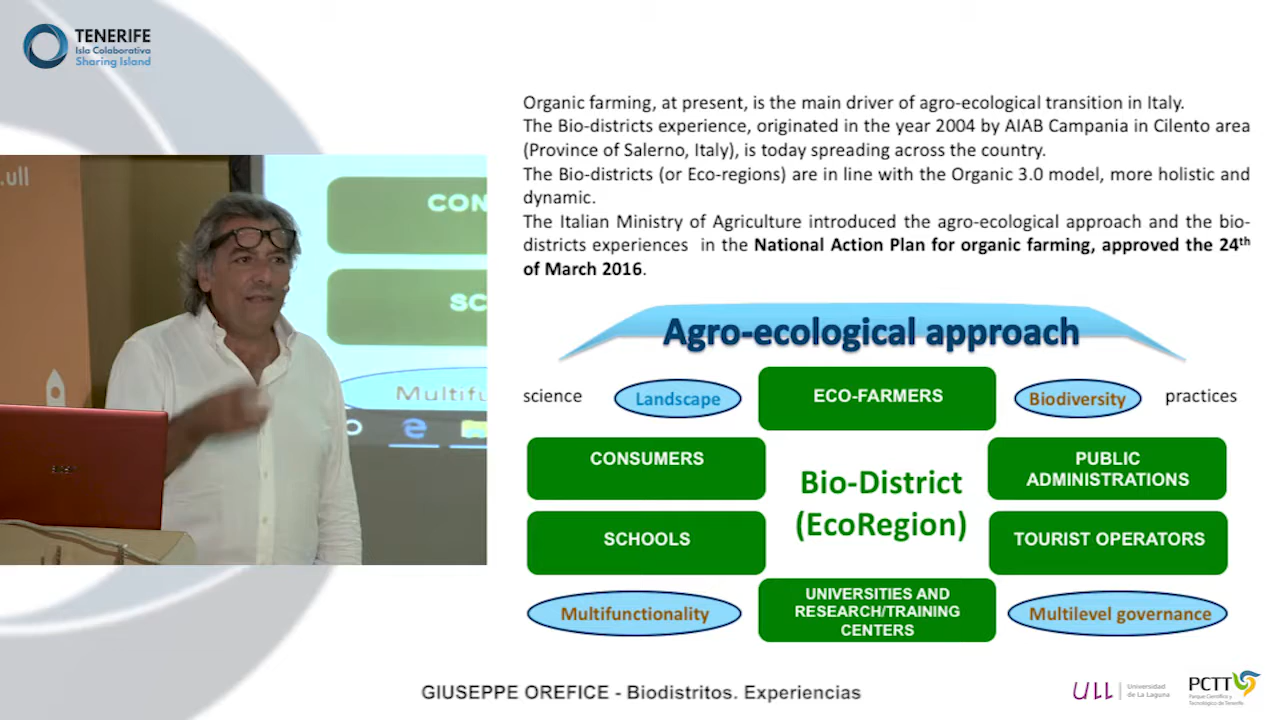 TENERIFE
Isla Colaborativa
Sharing Island
Organic farming, at present, is the main driver of agro-ecological transition in Italy.
The Bio-districts experience, originated in the year 2004 by AIAB Campania in Cilento area
(Province of Salerno, Italy), is today spreading across the country.
The Bio-districts (or Eco-regions) are in line with the Organic 3.0 model, more holistic and
dynamic.
The Italian Ministry of Agriculture introduced the agro-ecological approach and the bio-
districts experiences in the National Action Plan for organic farming, approved the 24th
of March 2016.
.ull
CON
SC
Multifu
Agro-ecological approach
science
Landscape
ECO-FARMERS
Biodiversity
practices
CONSUMERS
Bio-District
(EcoRegion)
PUBLIC
ADMINISTRATIONS
SCHOOLS
TOURIST OPERATORS
Multifunctionality
UNIVERSITIES AND
RESEARCH/TRAINING
CENTERS
Multilevel governance
GIUSEPPE OREFICE - Biodistritos. Experiencias
ULL
Universidad
de La Laguna
PCTT
Parque Científico y
Tecnológico de Tenerife